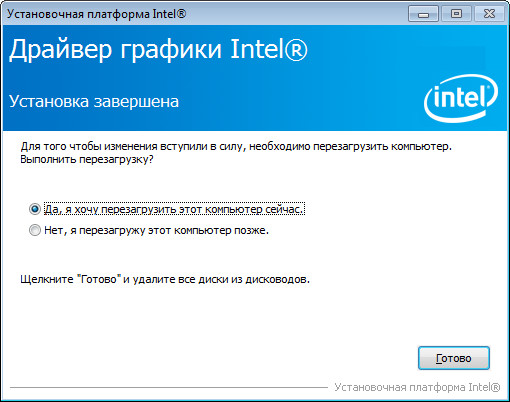 Установочная платформа Intel®
Драйвер графики Intel®
Установка завершена
intel®
Для того чтобы изменения вступили в силу, необходимо перезагрузить компьютер.
Выполнить перезагрузку?
Да, я хочу перезагрузить этот компьютер сейчас.
Нет, я перезагружу этот компьютер позже.
Щелкните "Готово" и удалите все диски из дисководов.
Готово
Установочная платформа Intel®